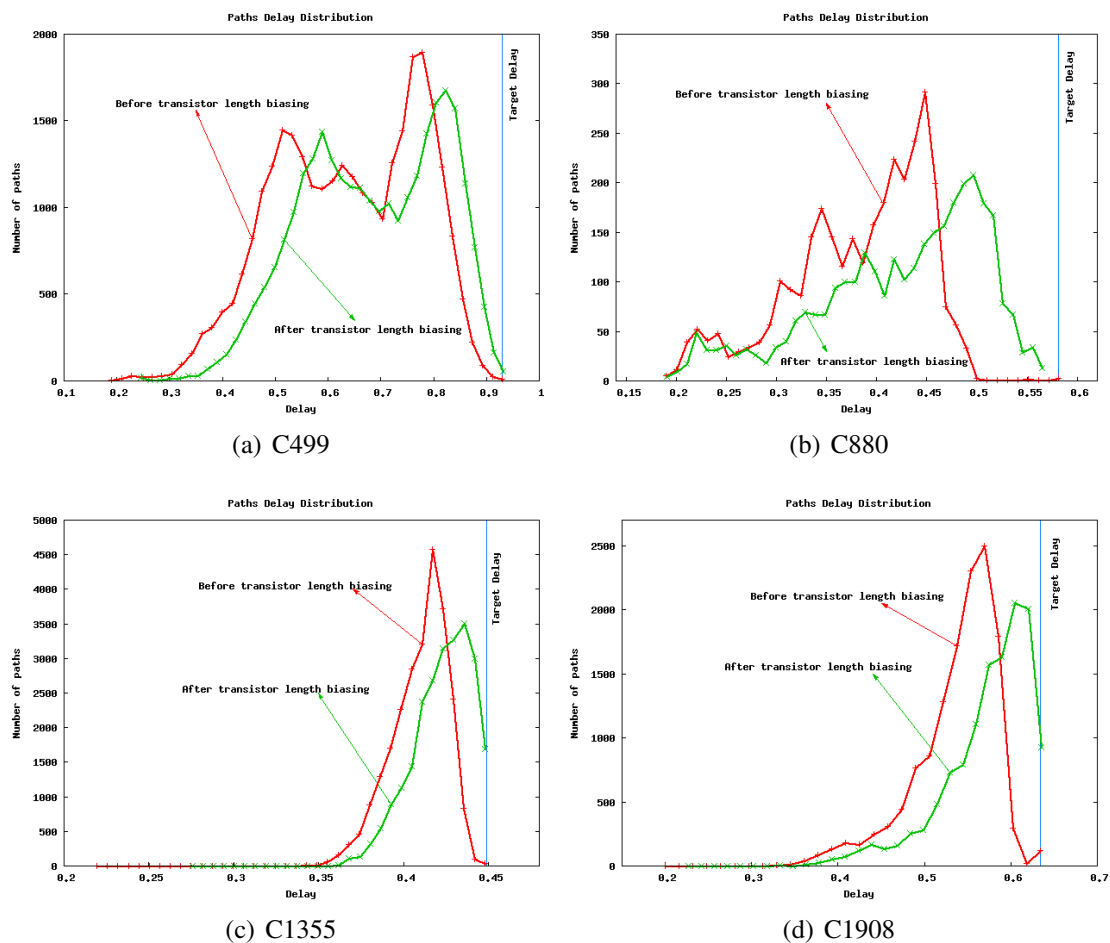 Paths Delay Distribution
2000
1500
1000
500
0
Number of paths
Before transistor length biasing
After transistor length biasing
Target Delay
0.1 0.2 0.3 0.4 0.5 0.6 0.7 0.8 0.9 1
Delay
(a) C499
Paths Delay Distribution
350
300
250
200
150
100
50
0
Number of paths
Before transistor length biasing
After transistor length biasing
Target Delay
0.15 0.2 0.25 0.3 0.35 0.4 0.45 0.5 0.55 0.6
Delay
(b) C880
Paths Delay Distribution
5000
4500
4000
3500
3000
2500
2000
1500
1000
500
0
Number of paths
Before transistor length biasing
After transistor length biasing
Target Delay
0.2 0.25 0.3 0.35 0.4 0.45
Delay
(c) C1355
Paths Delay Distribution
2500
2000
1500
1000
500
0
Number of paths
Before transistor length biasing
After transistor length biasing
Target Delay
0.2 0.3 0.4 0.5 0.6 0.7
Delay
(d) C1908